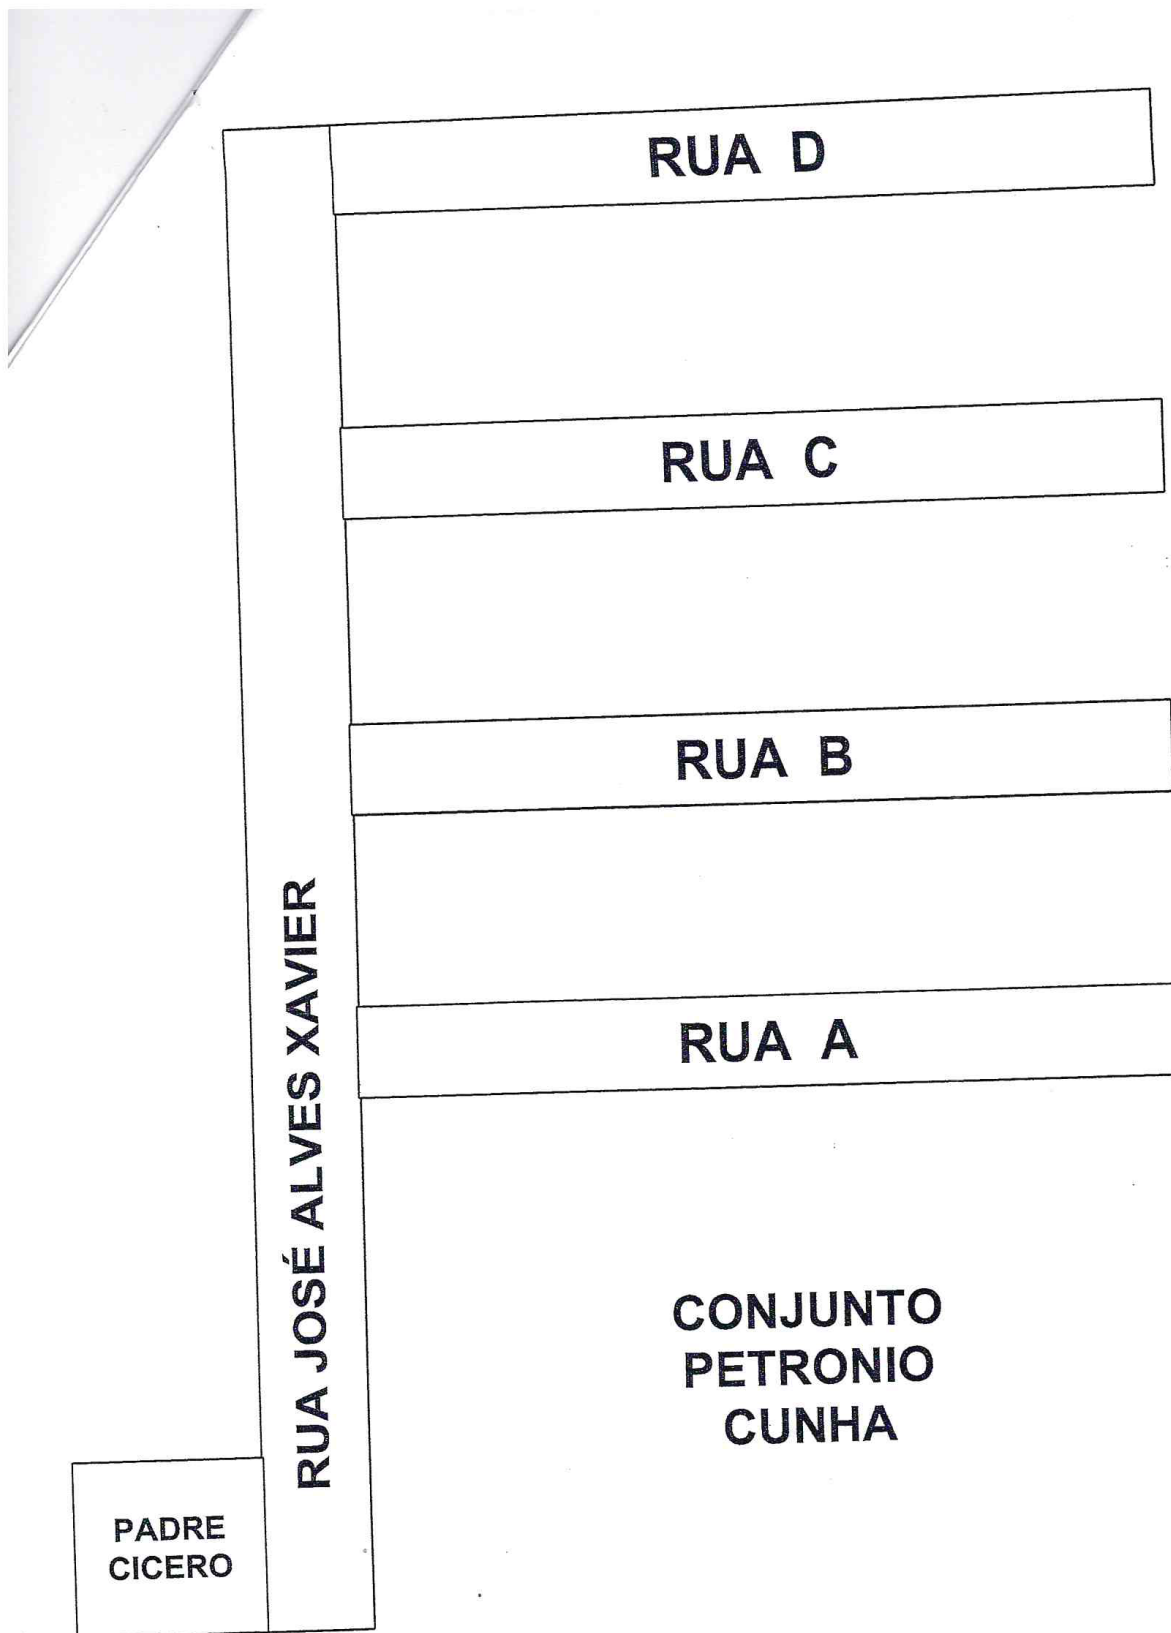 RUA D
RUA C
RUA B
RUA A
RUA JOSÉ ALVES XAVIER
CONJUNTO
PETRONIO
CUNHA
PADRE
CICERO